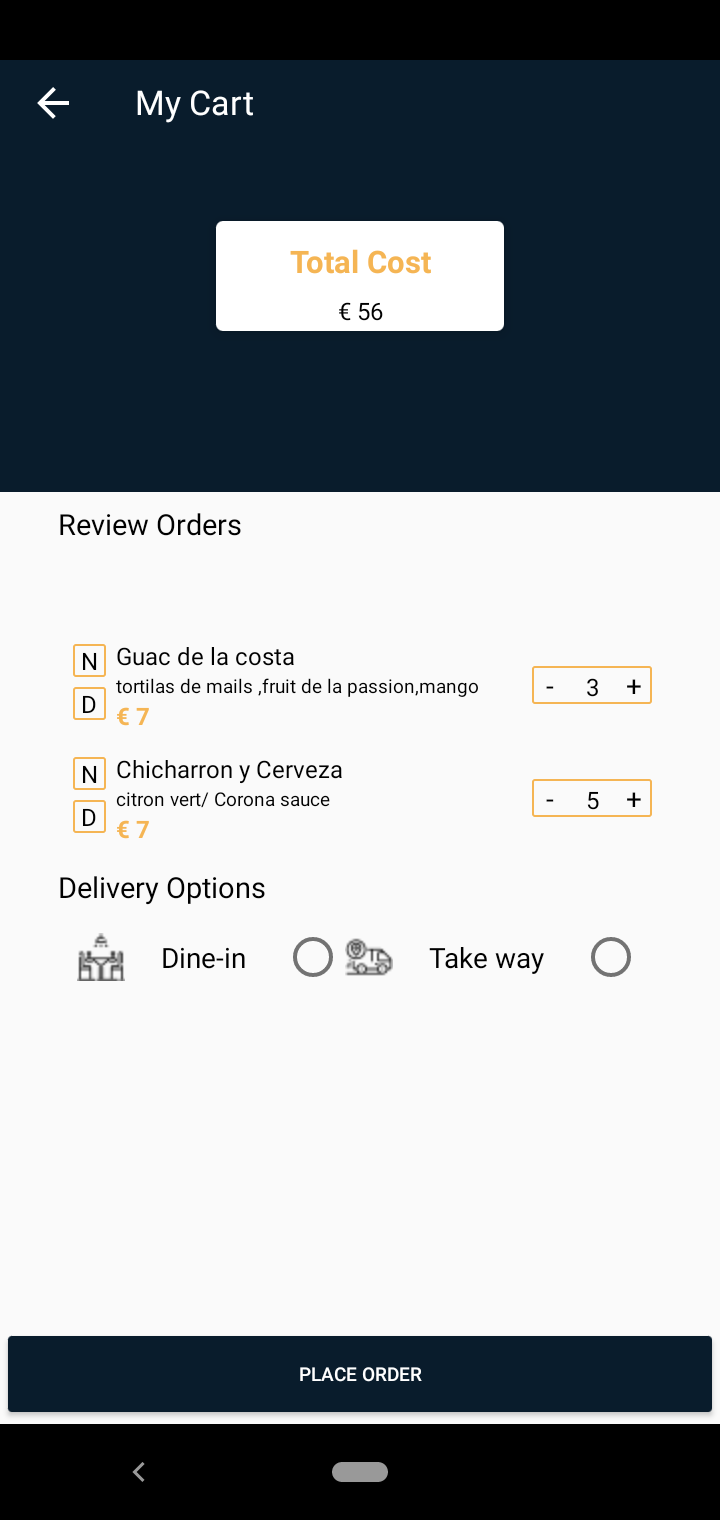 My Cart
Total Cost
€ 56
Review Orders
N Guac de la costa
tortilas de mails ,fruit de la passion,mango
D € 7
- 3 +
N Chicharron y Cerveza
citron vert/ Corona sauce
D € 7
- 5 +
Delivery Options
Dine-in Take way
PLACE ORDER